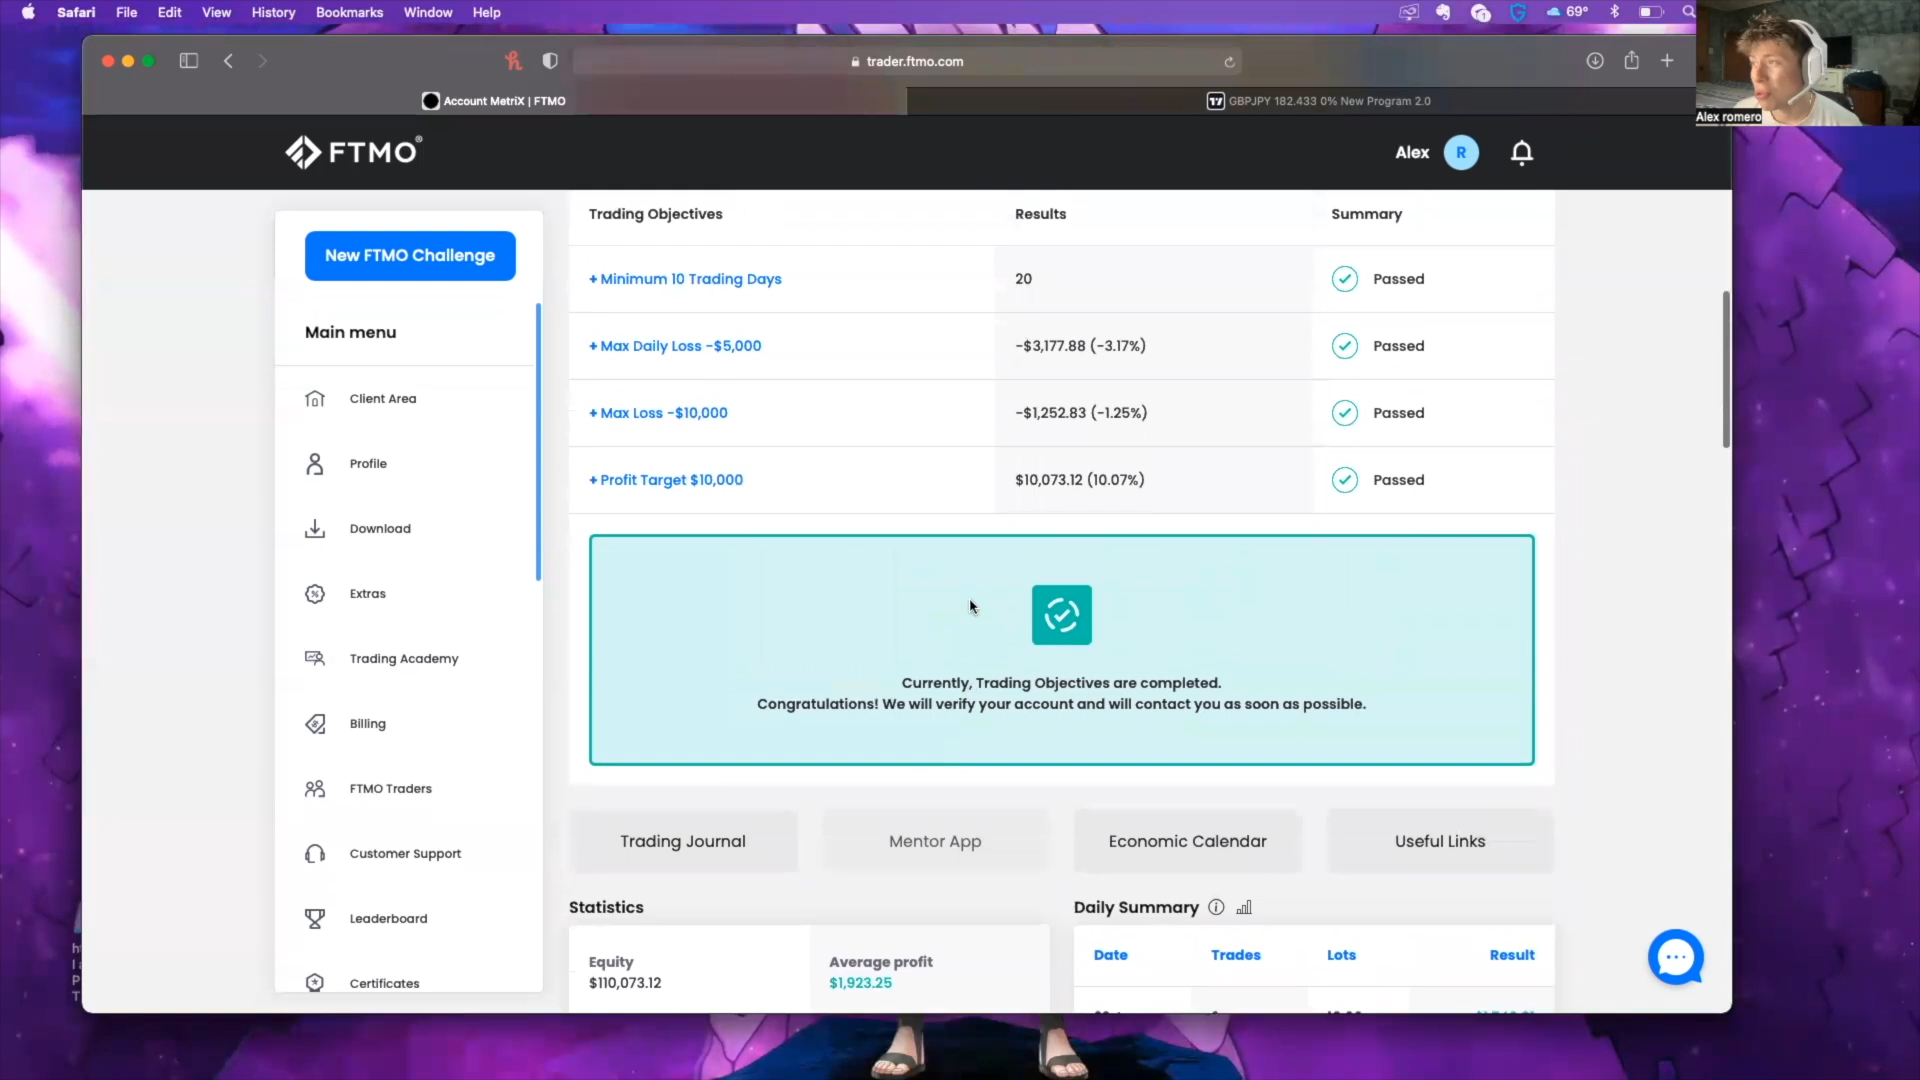 Safari File Edit View History Bookmarks Window Help
69°
trader.ftmo.com
Account MetriX | FTMO
GBPJPY 182.433 0% New Program 2.0
Alex romero
FTMO®
Alex R
New FTMO Challenge
Main menu
Client Area
Profile
Download
Extras
Trading Academy
Billing
FTMO Traders
Customer Support
Leaderboard
Certificates
Trading Objectives Results Summary
+ Minimum 10 Trading Days 20 Passed
+ Max Daily Loss -$5,000 -$3,177.88 (-3.17%) Passed
+ Max Loss -$10,000 -$1,252.83 (-1.25%) Passed
+ Profit Target $10,000 $10,073.12 (10.07%) Passed
Currently, Trading Objectives are completed.
Congratulations! We will verify your account and will contact you as soon as possible.
Trading Journal Mentor App Economic Calendar Useful Links
Statistics
Equity Average profit
$110,073.12 $1,923.25
Daily Summary
Date Trades Lots Result